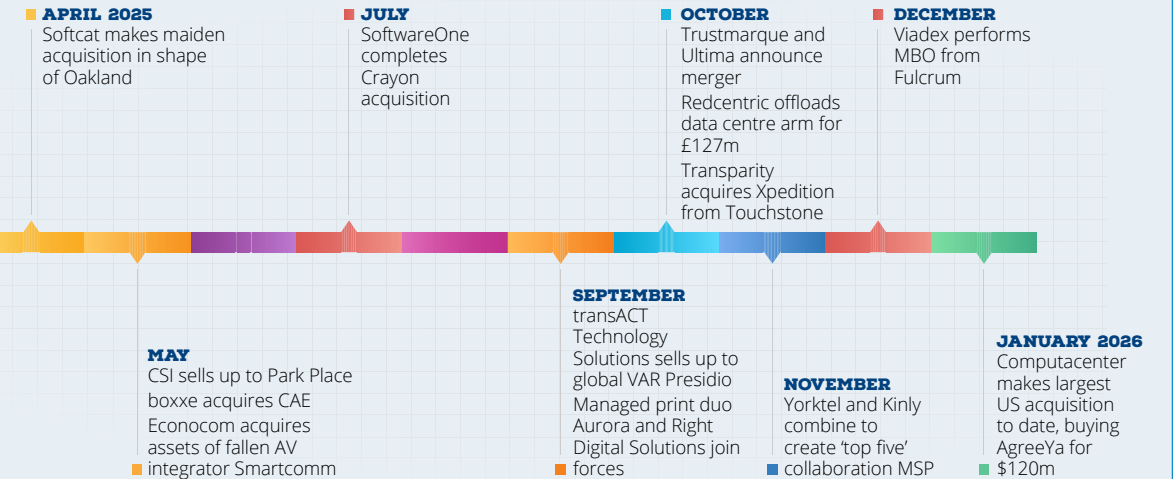 APRIL 2025
Softcat makes maiden
acquisition in shape
of Oakland
JULY
SoftwareOne
completes
Crayon
acquisition
OCTOBER
Trustmarque and
Ultima announce
merger
Redcentric offloads
data centre arm for
£127m
Transparity
acquires Xpedition
from Touchstone
DECEMBER
Viadex performs
MBO from
Fulcrum
MAY
CSI sells up to Park Place
boxxe acquires CAE
Econocom acquires
assets of fallen AV
integrator Smartcomm
SEPTEMBER
transACT
Technology
Solutions sells up to
global VAR Presidio
Managed print duo
Aurora and Right
Digital Solutions join
forces
NOVEMBER
Yorktel and Kinly
combine to
create ‘top five’
collaboration MSP
JANUARY 2026
Computacenter
makes largest
US acquisition
to date, buying
AgreeYa for
$120m